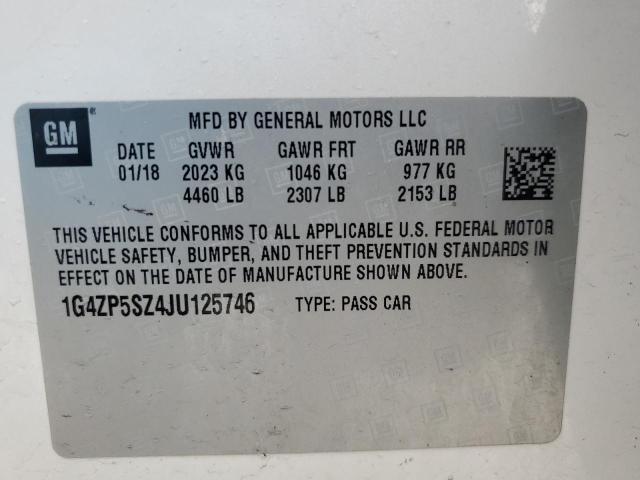 GM
MFD BY GENERAL MOTORS LLC
DATE GVWR GAWR FRT GAWR RR
01/18 2023 KG 1046 KG 977 KG
4460 LB 2307 LB 2153 LB
THIS VEHICLE CONFORMS TO ALL APPLICABLE U.S. FEDERAL MOTOR
VEHICLE SAFETY, BUMPER, AND THEFT PREVENTION STANDARDS IN
EFFECT ON THE DATE OF MANUFACTURE SHOWN ABOVE.
1G4ZP5SZ4JU125746 TYPE: PASS CAR